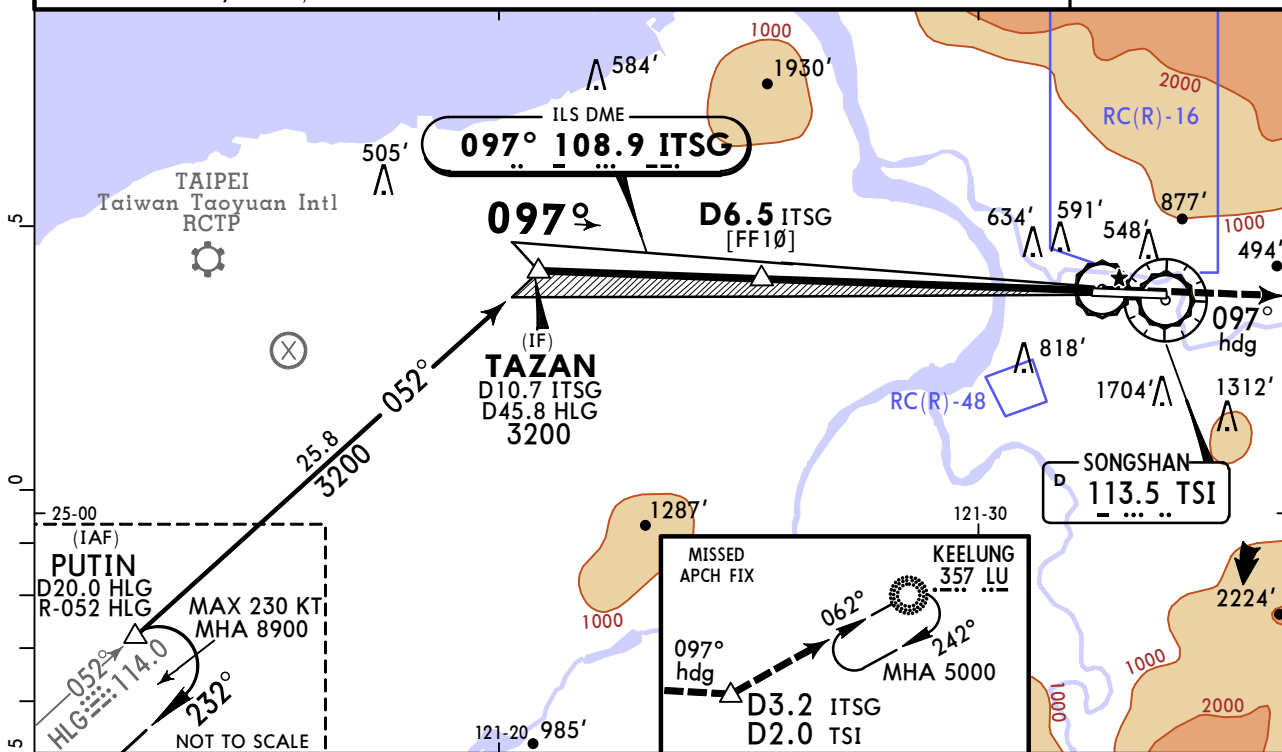 1000
584'
1930'
2000
ILS DME
097° 108.9 ITSG
RC(R)-16
505'
TAIPEI
Taiwan Taoyuan Intl
RCTP
5
097°
D6.5 ITSG
[FF1Ø]
634'
591'
548'
877'
1000
494'
097°
hdg
(IF)
TAZAN
D10.7 ITSG
D45.8 HLG
3200
052°
818'
RC(R)-48
1704'
1312'
25.8
3200
SONGSHAN
D
113.5 TSI
0
25-00
1287'
121-30
(IAF)
PUTIN
D20.0 HLG
R-052 HLG
MAX 230 KT
MHA 8900
052°
HLG 114.0
232°
NOT TO SCALE
1000
MISSED
APCH FIX
KEELUNG
357 LU
062°
242°
MHA 5000
097°
hdg
D3.2 ITSG
D2.0 TSI
2224'
1000
1000
2000
5
121-20
985'